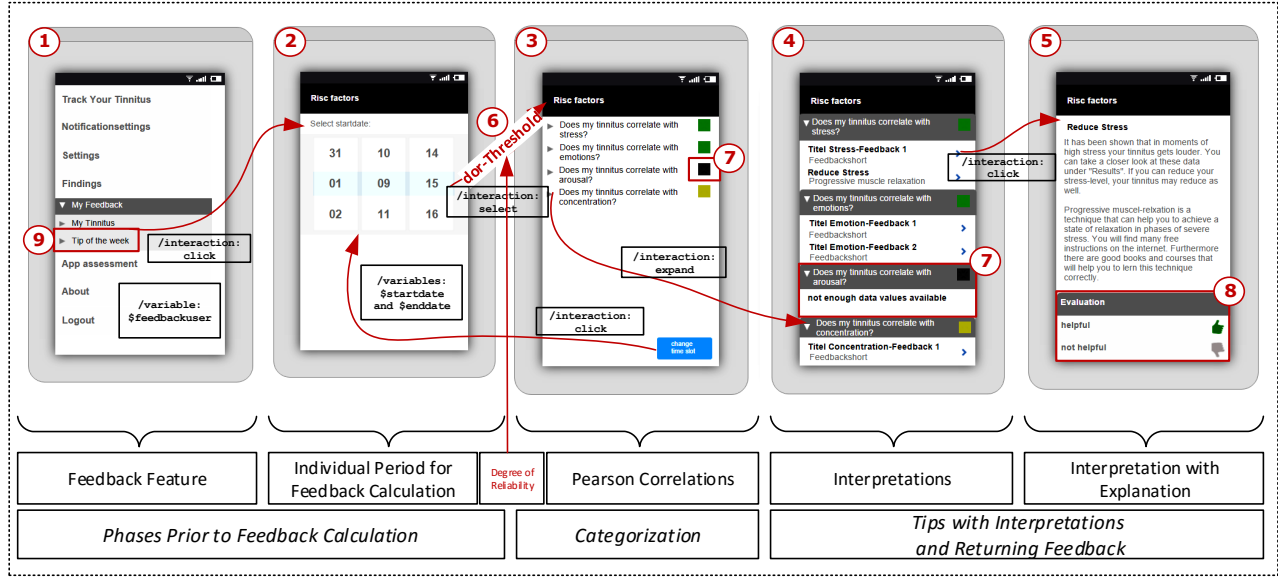 1
Track Your Tinnitus
Notificationsettings
Settings
Findings
▼ My Feedback
► My Tinnitus
► Tip of the week
9
App assessment
About
Logout
/interaction:
click
/variable:
$feedbackuser
2
Risc factors
Select startdate:
31 10 14
01 09 15
02 11 16
/variables:
$startdate
and $enddate
6
dor-Threshold
/interaction:
select
3
Risc factors
► Does my tinnitus correlate with
stress?
► Does my tinnitus correlate with
emotions?
► Does my tinnitus correlate with
arousal?
Does my tinnitus correlate with
concentration?
7
/interaction:
expand
/interaction:
click
change
time slot
4
Risc factors
▼ Does my tinnitus correlate with
stress?
Titel Stress-Feedback 1
Feedbackshort
Reduce Stress
Progressive muscle relaxation
▼ Does my tinnitus correlate with
emotions?
Titel Emotion-Feedback 1
Feedbackshort
Titel Emotion-Feedback 2
Feedbackshort
▼ Does my tinnitus correlate with
arousal?
7
not enough data values available
▼ Does my tinnitus correlate with
concentration?
Titel Concentration-Feedback 1
Feedbackshort
/interaction:
click
5
Risc factors
Reduce Stress
It has been shown that in moments of
high stress your tinnitus gets louder. You
can take a closer look at these data
under "Results". If you can reduce your
stress-level, your tinnitus may reduce as
well.
Progressive muscel-relxation is a
technique that can help you to achieve a
state of relaxation in phases of severe
stress. You will find many free
instructions on the internet. Furthermore
there are good books and courses that
will help you to lern this technique
correctly.
8
Evaluation
helpful
not helpful
Feedback Feature
Individual Period for
Feedback Calculation
Degree of
Reliability
Pearson Correlations
Interpretations
Interpretation with
Explanation
Phases Prior to Feedback Calculation
Categorization
Tips with Interpretations
and Returning Feedback